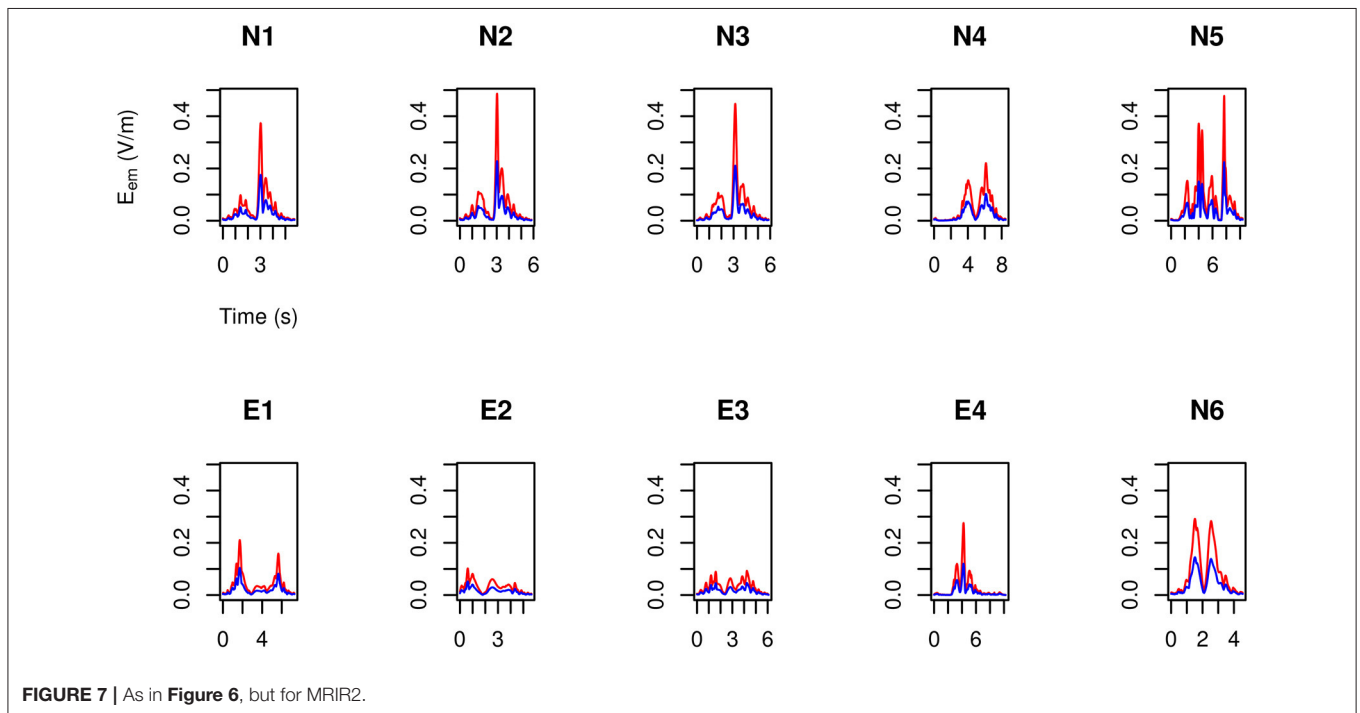 N1 N2 N3 N4 N5
E_em (V/m)
0.0 0.2 0.4 0.0 0.2 0.4 0.0 0.2 0.4 0.0 0.2 0.4 0.0 0.2 0.4
0 3 0 3 6 0 3 6 0 4 8 0 6
Time (s)
E1 E2 E3 E4 N6
0.0 0.2 0.4 0.0 0.2 0.4 0.0 0.2 0.4 0.0 0.2 0.4 0.0 0.2 0.4
0 4 0 3 0 3 6 0 6 0 2 4
FIGURE 7 | As in Figure 6, but for MRIR2.